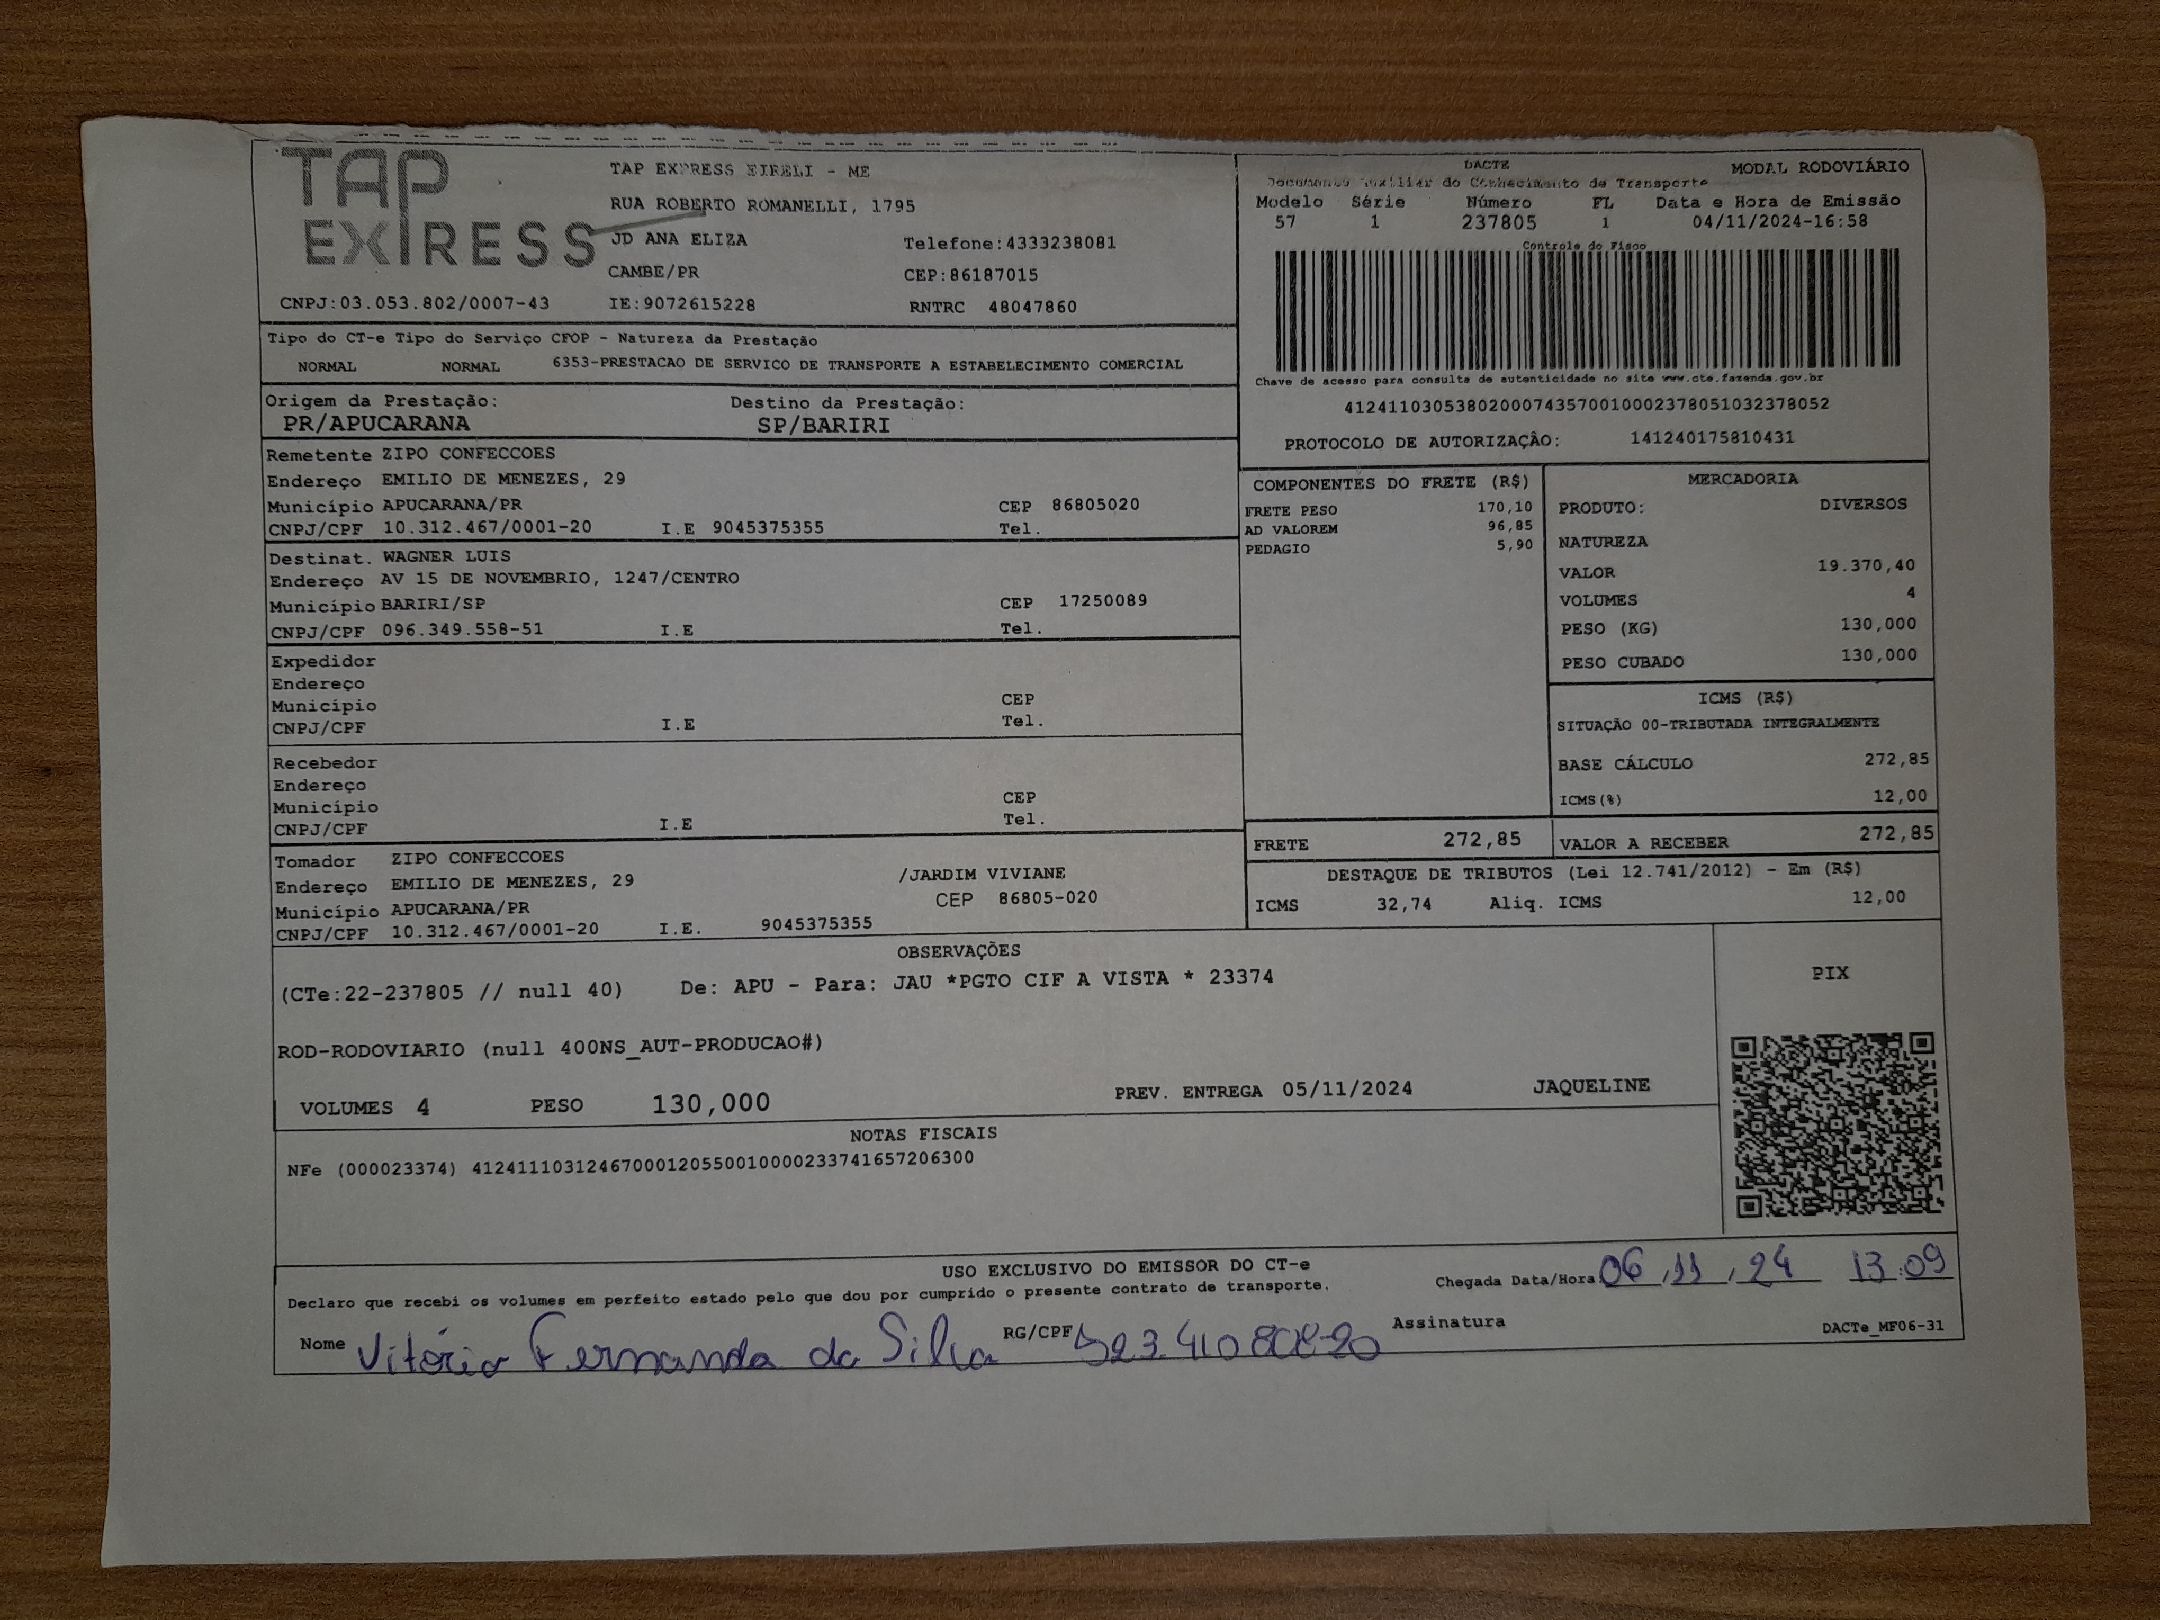 TAP
EXPRESS
TAP EXPRESS EIRELI - ME
RUA ROBERTO ROMANELLI, 1795
JD ANA ELIZA Telefone:4333238081
CAMBE/PR CEP:86187015
CNPJ:03.053.802/0007-43 IE:9072615228 RNTRC 48047860
DACTE MODAL RODOVIÁRIO
Documento Auxiliar do Conhecimento de Transporte
Modelo Série Número FL Data e Hora de Emissão
57 1 237805 1 04/11/2024-16:58
Controle do Fisco
Chave de acesso para consulta de autenticidade no site www.cte.fazenda.gov.br
41241103053802000743570010002378051032378052
PROTOCOLO DE AUTORIZAÇÂO: 141240175810431
Tipo do CT-e Tipo do Serviço CFOP - Natureza da Prestação
NORMAL NORMAL 6353-PRESTACAO DE SERVICO DE TRANSPORTE A ESTABELECIMENTO COMERCIAL
Origem da Prestação: Destino da Prestação:
PR/APUCARANA SP/BARIRI
Remetente ZIPO CONFECCOES
Endereço EMILIO DE MENEZES, 29
Município APUCARANA/PR CEP 86805020
CNPJ/CPF 10.312.467/0001-20 I.E 9045375355 Tel.
Destinat. WAGNER LUIS
Endereço AV 15 DE NOVEMBRIO, 1247/CENTRO
Município BARIRI/SP CEP 17250089
CNPJ/CPF 096.349.558-51 I.E Tel.
Expedidor
Endereço
Município CEP
CNPJ/CPF I.E Tel.
Recebedor
Endereço
Município CEP
CNPJ/CPF I.E Tel.
Tomador ZIPO CONFECCOES
Endereço EMILIO DE MENEZES, 29 /JARDIM VIVIANE
Município APUCARANA/PR CEP 86805-020
CNPJ/CPF 10.312.467/0001-20 I.E. 9045375355
COMPONENTES DO FRETE (R$)
FRETE PESO 170,10
AD VALOREM 96,85
PEDAGIO 5,90
MERCADORIA
PRODUTO: DIVERSOS
NATUREZA
VALOR 19.370,40
VOLUMES 4
PESO (KG) 130,000
PESO CUBADO 130,000
ICMS (R$)
SITUAÇÃO 00-TRIBUTADA INTEGRALMENTE
BASE CÁLCULO 272,85
ICMS(%) 12,00
FRETE 272,85 VALOR A RECEBER 272,85
DESTAQUE DE TRIBUTOS (Lei 12.741/2012) - Em (R$)
ICMS 32,74 Aliq. ICMS 12,00
OBSERVAÇÕES
(CTe:22-237805 // null 40) De: APU - Para: JAU *PGTO CIF A VISTA * 23374
ROD-RODOVIARIO (null 400NS_AUT-PRODUCAO#)
VOLUMES 4 PESO 130,000 PREV. ENTREGA 05/11/2024 JAQUELINE
PIX
NOTAS FISCAIS
NFe (000023374) 41241110312467000120550010000233741657206300
USO EXCLUSIVO DO EMISSOR DO CT-e
Declaro que recebi os volumes em perfeito estado pelo que dou por cumprido o presente contrato de transporte.
Chegada Data/Hora 06,11,24 13:09
Nome Vitória Fernanda da Silva RG/CPF Assinatura DACTe_MF06-31